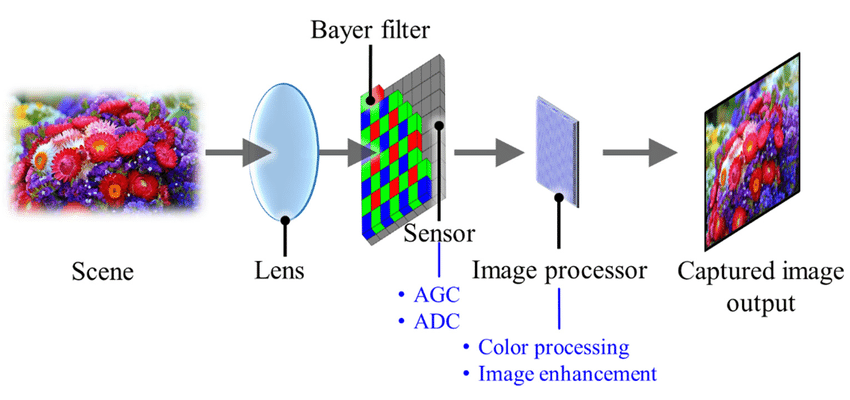 Bayer filter
Scene
Lens
Sensor
• AGC
• ADC
Image processor
• Color processing
• Image enhancement
Captured image
output